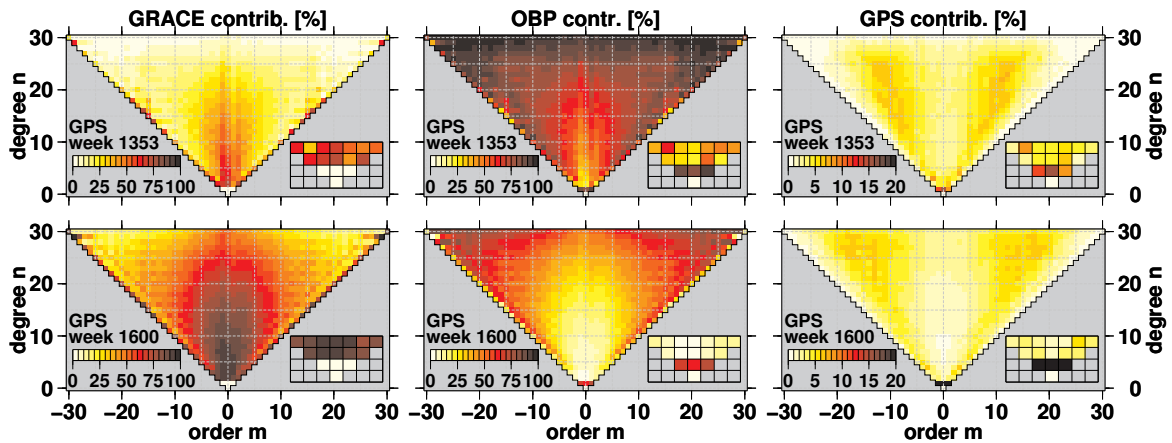 GRACE contrib. [%]
OBP contr. [%]
GPS contrib. [%]
30
20
10
0
degree n
GPS
week 1353
0 25 50 75 100
GPS
week 1353
0 25 50 75 100
GPS
week 1353
0 5 10 15 20
30
20
10
0
degree n
30
20
10
0
degree n
GPS
week 1600
0 25 50 75 100
GPS
week 1600
0 25 50 75 100
GPS
week 1600
0 5 10 15 20
30
20
10
0
degree n
−30 −20 −10 0 10 20 30
order m
−30 −20 −10 0 10 20 30
order m
−30 −20 −10 0 10 20 30
order m